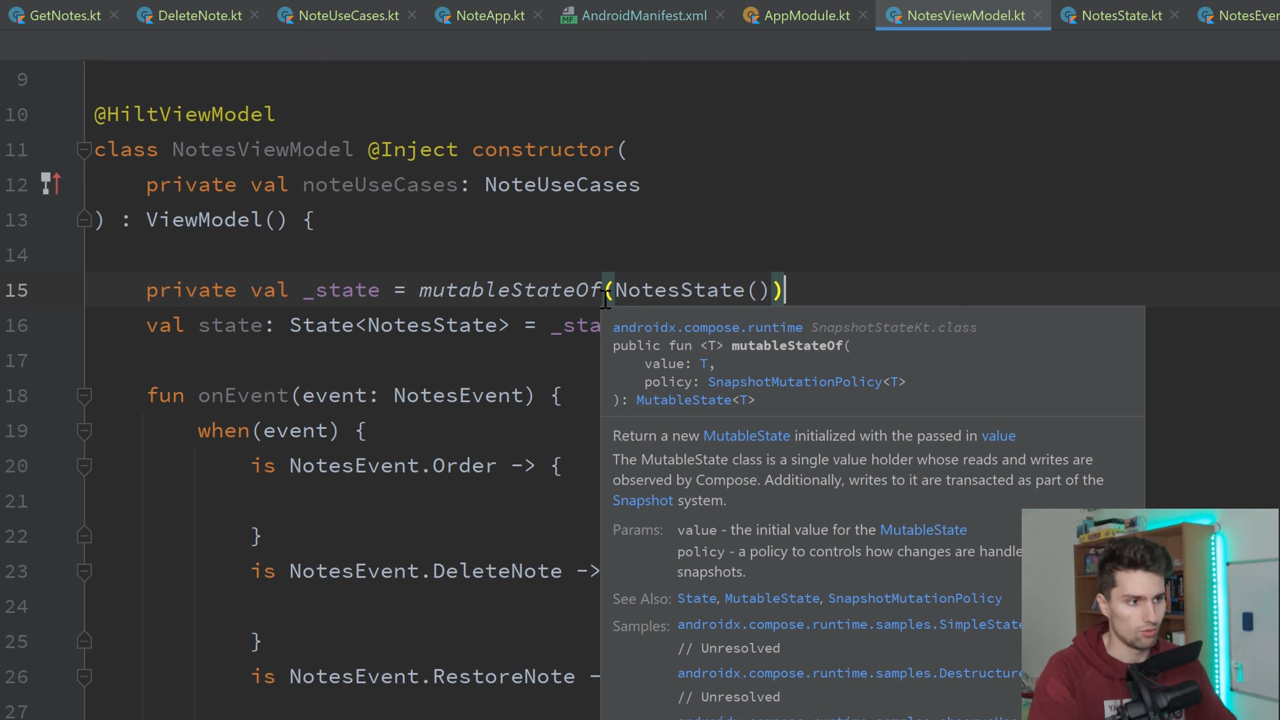 GetNotes.kt DeleteNote.kt NoteUseCases.kt NoteApp.kt AndroidManifest.xml AppModule.kt NotesViewModel.kt NotesState.kt NotesEver
9
10 @HiltViewModel
11 class NotesViewModel @Inject constructor(
12 private val noteUseCases: NoteUseCases
13 ) : ViewModel() {
14
15 private val _state = mutableStateOf(NotesState())
16 val state: State<NotesState> = _sta
androidx.compose.runtime SnapshotStateKt.class
public fun <T> mutableStateOf(
value: T,
policy: SnapshotMutationPolicy<T>
): MutableState<T>
Return a new MutableState initialized with the passed in value
The MutableState class is a single value holder whose reads and writes are
observed by Compose. Additionally, writes to it are transacted as part of the
Snapshot system.
Params: value - the initial value for the MutableState
policy - a policy to controls how changes are handle
snapshots.
See Also: State, MutableState, SnapshotMutationPolicy
Samples: androidx.compose.runtime.samples.SimpleState
// Unresolved
androidx.compose.runtime.samples.Destructure
// Unresolved
17
18 fun onEvent(event: NotesEvent) {
19 when(event) {
20 is NotesEvent.Order -> {
21
22 }
23 is NotesEvent.DeleteNote ->
24
25 }
26 is NotesEvent.RestoreNote -
27